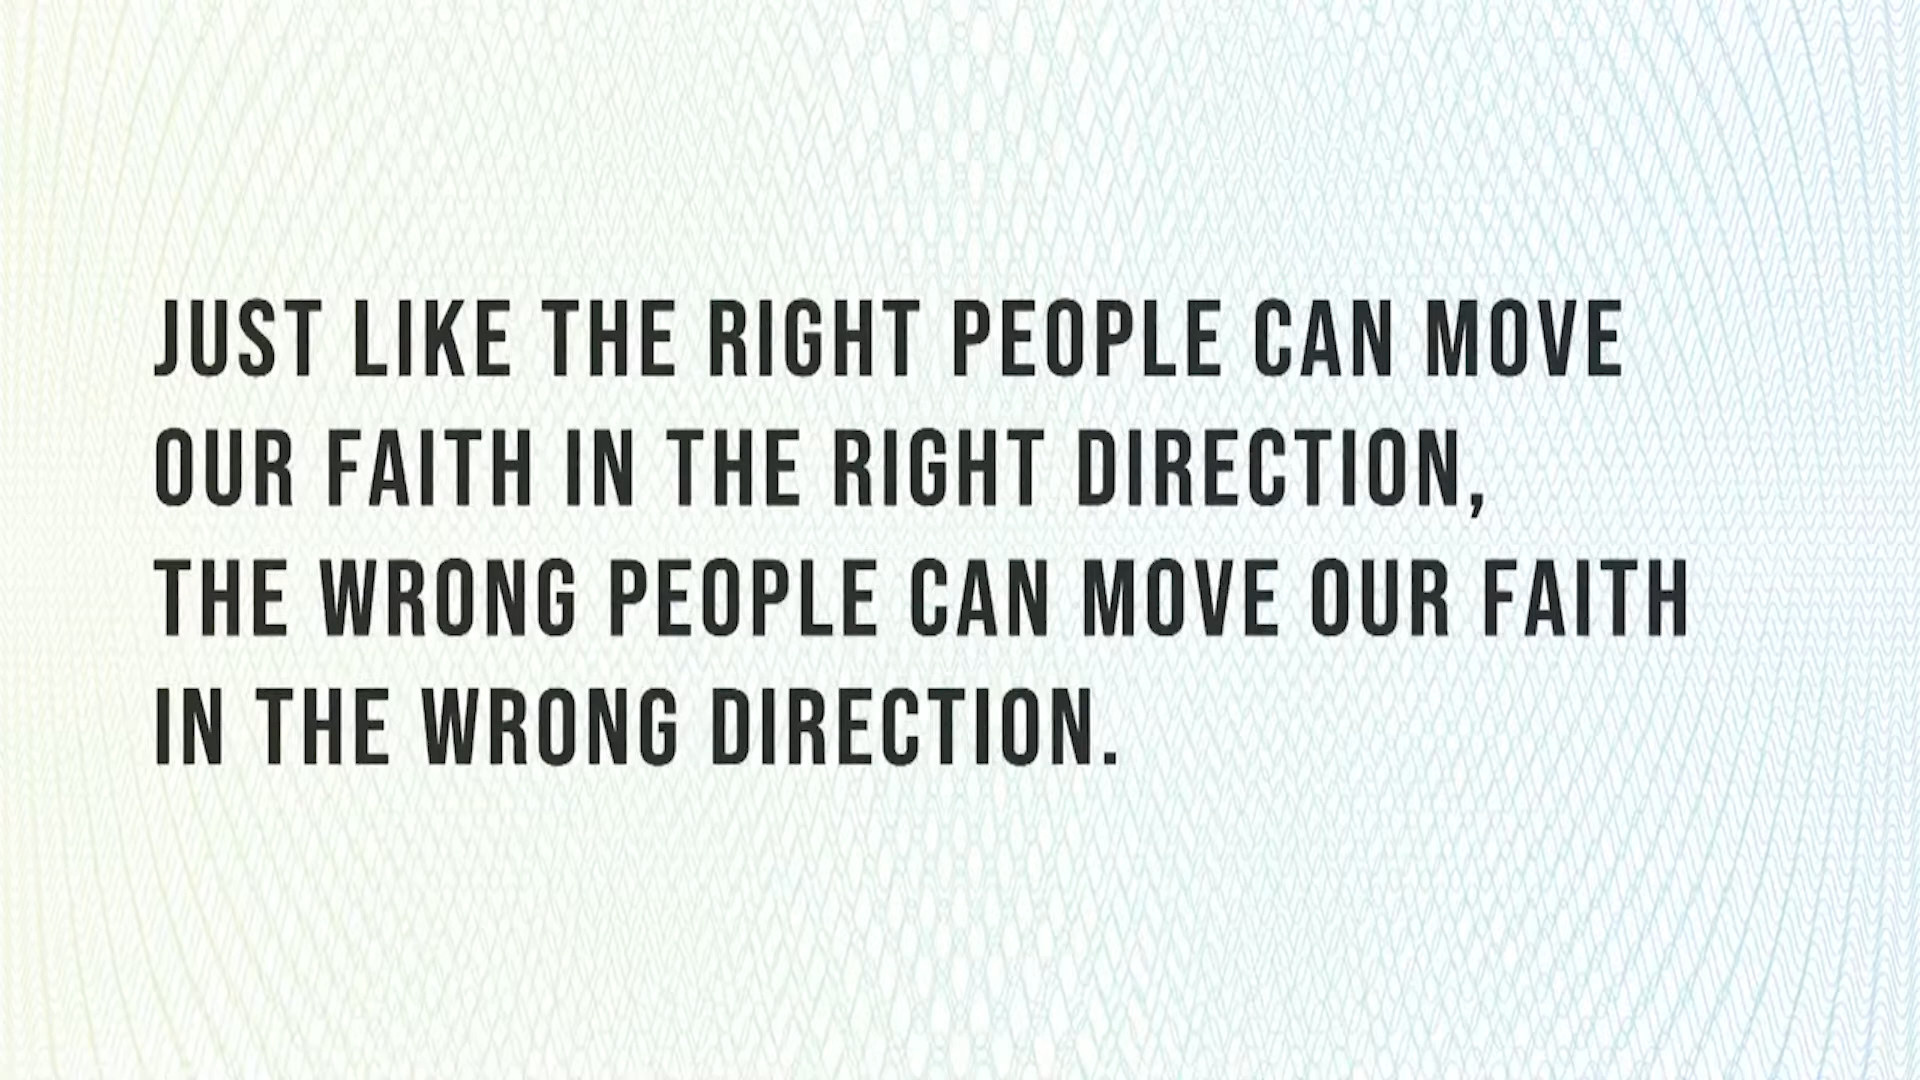 JUST LIKE THE RIGHT PEOPLE CAN MOVE
OUR FAITH IN THE RIGHT DIRECTION,
THE WRONG PEOPLE CAN MOVE OUR FAITH
IN THE WRONG DIRECTION.